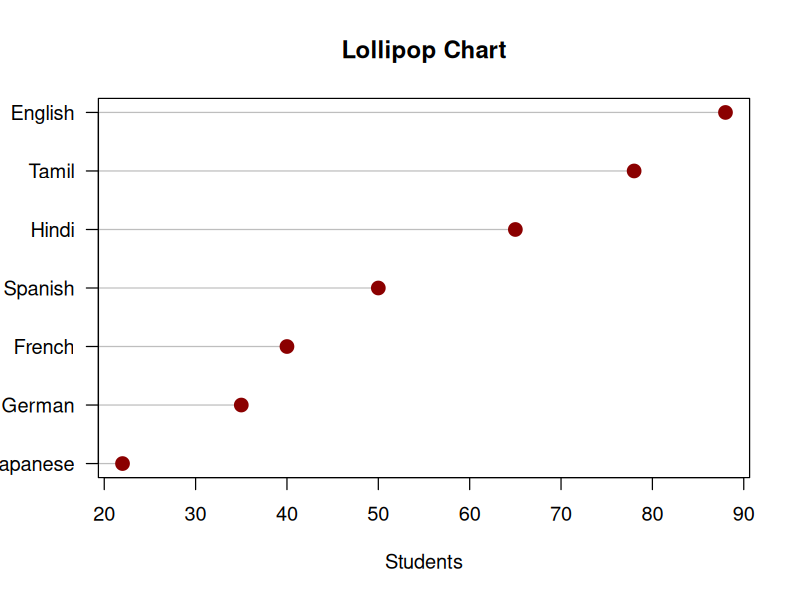 Lollipop Chart
English
Tamil
Hindi
Spanish
French
German
apanese
20 30 40 50 60 70 80 90
Students